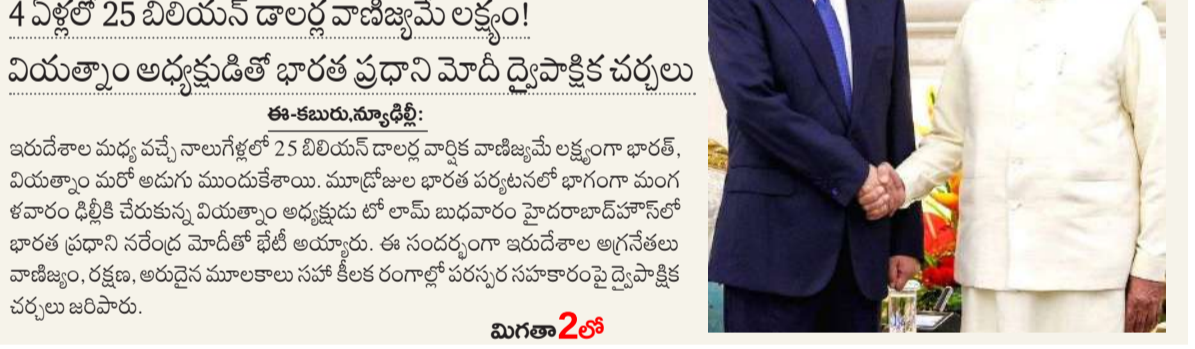 4 ఏళ్లలో 25 బిలియన్ డాలర్ల వాణిజ్యమే లక్ష్యం!
వియత్నాం అధ్యక్షుడితో భారత ప్రధాని మోదీ ద్వైపాక్షిక చర్చలు
ఈ-కబురు,న్యూఢిల్లీ:
ఇరుదేశాల మధ్య వచ్చే నాలుగేళ్లలో 25 బిలియన్ డాలర్ల వార్షిక వాణిజ్యమే లక్ష్యంగా భారత్,
వియత్నాం మరో అడుగు ముందుకేశాయి. మూడ్రోజుల భారత పర్యటనలో భాగంగా మంగ
ళవారం ఢిల్లీకి చేరుకున్న వియత్నాం అధ్యక్షుడు టో లామ్ బుధవారం హైదరాబాద్‌హౌస్‌లో
భారత ప్రధాని నరేంద్ర మోదీతో భేటీ అయ్యారు. ఈ సందర్భంగా ఇరుదేశాల అగ్రనేతలు
వాణిజ్యం, రక్షణ, అరుదైన మూలకాలు సహా కీలక రంగాల్లో పరస్పర సహకారంపై ద్వైపాక్షిక
చర్చలు జరిపారు.
మిగతా2లో